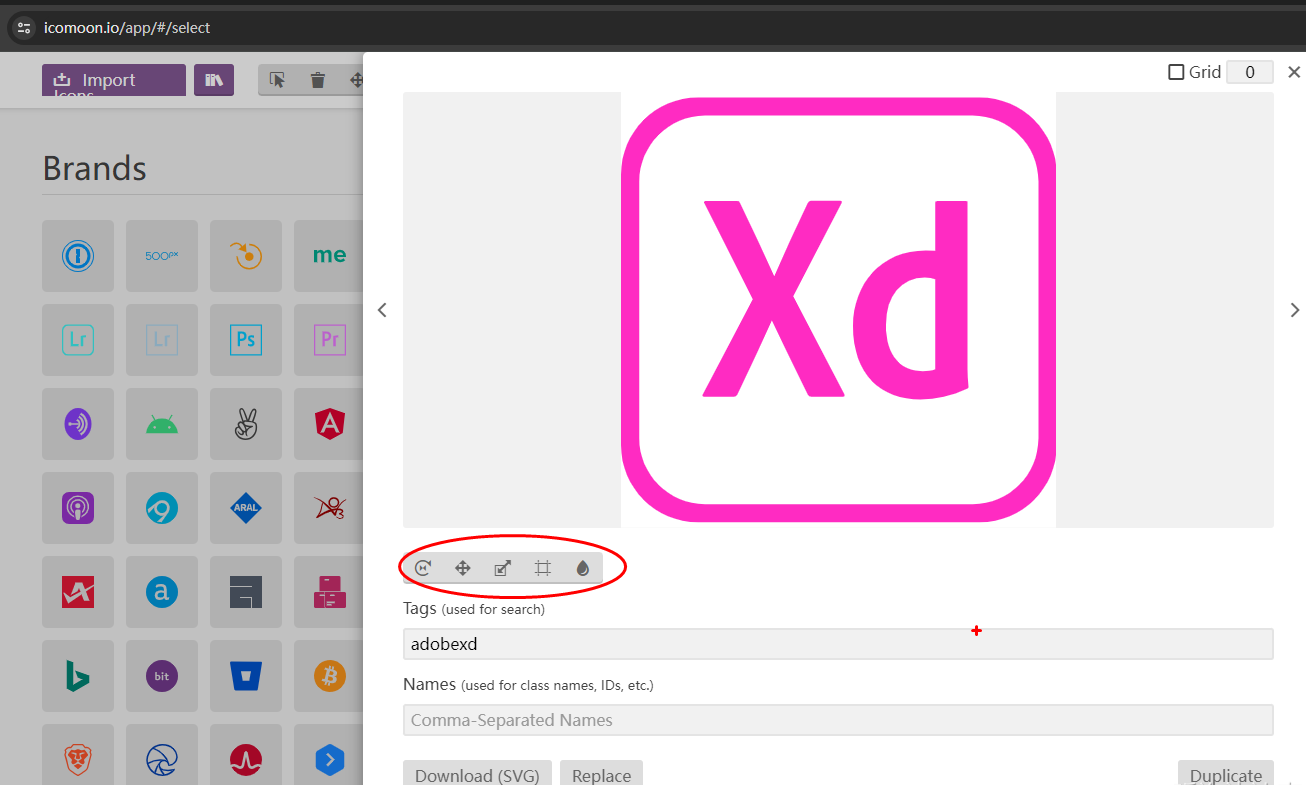 icomoon.io/app/#/select
Import
Icons
Grid
0
Brands
500px
me
Lr
Lr
Ps
Pr
A
ARAL
3
a
bit
Xd
Tags (used for search)
adobexd
Names (used for class names, IDs, etc.)
Comma-Separated Names
Download (SVG)
Replace
Duplicate